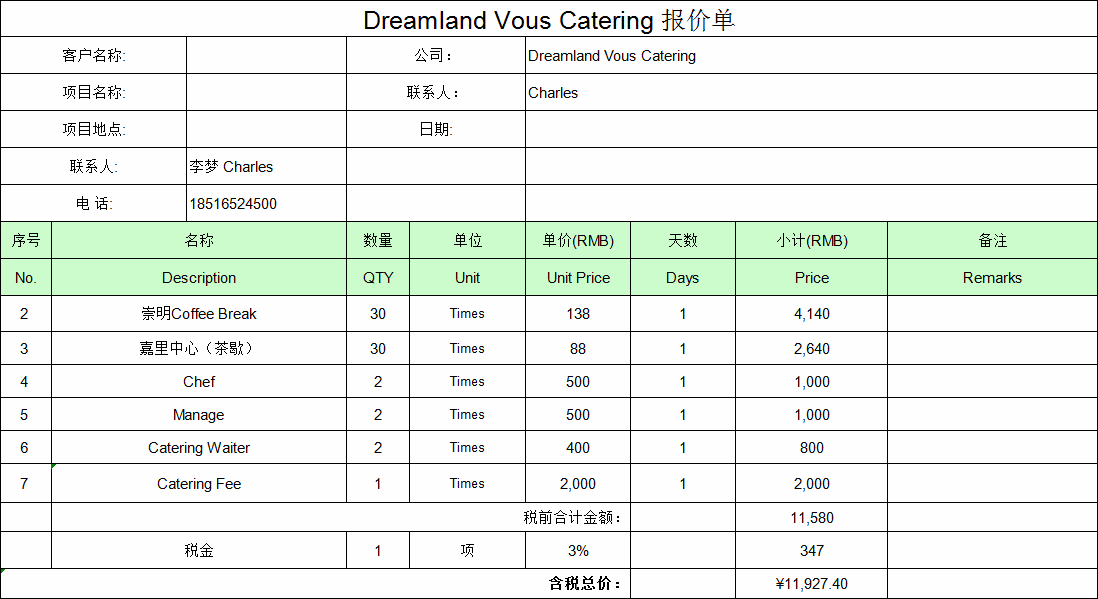 Dreamland Vous Catering 报价单
客户名称: 公司： Dreamland Vous Catering
项目名称: 联系人： Charles
项目地点: 日期:
联系人: 李梦 Charles
电 话: 18516524500
序号 名称 数量 单位 单价(RMB) 天数 小计(RMB) 备注
No. Description QTY Unit Unit Price Days Price Remarks
2 崇明Coffee Break 30 Times 138 1 4,140
3 嘉里中心（茶歇） 30 Times 88 1 2,640
4 Chef 2 Times 500 1 1,000
5 Manage 2 Times 500 1 1,000
6 Catering Waiter 2 Times 400 1 800
7 Catering Fee 1 Times 2,000 1 2,000
税前合计金额： 11,580
税金 1 项 3% 347
含税总价： ¥11,927.40